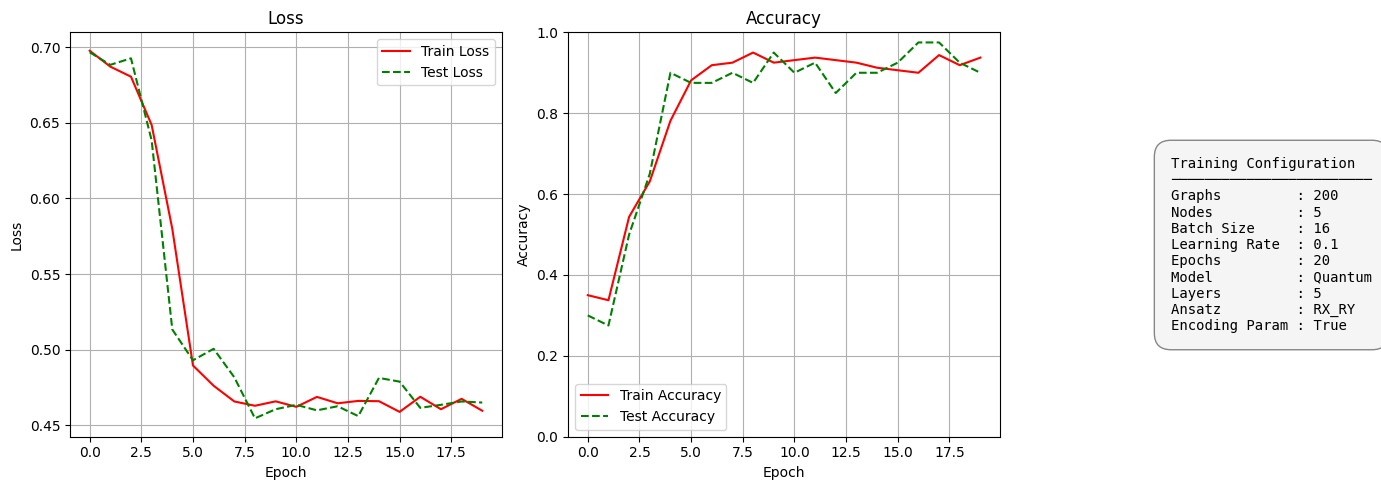 Loss
0.70
0.65
0.60
0.55
0.50
0.45
Loss
Train Loss
Test Loss
0.0 2.5 5.0 7.5 10.0 12.5 15.0 17.5
Epoch
Accuracy
1.0
0.8
0.6
0.4
0.2
0.0
Accuracy
Train Accuracy
Test Accuracy
0.0 2.5 5.0 7.5 10.0 12.5 15.0 17.5
Epoch
Training Configuration
Graphs : 200
Nodes : 5
Batch Size : 16
Learning Rate : 0.1
Epochs : 20
Model : Quantum
Layers : 5
Ansatz : RX_RY
Encoding Param : True